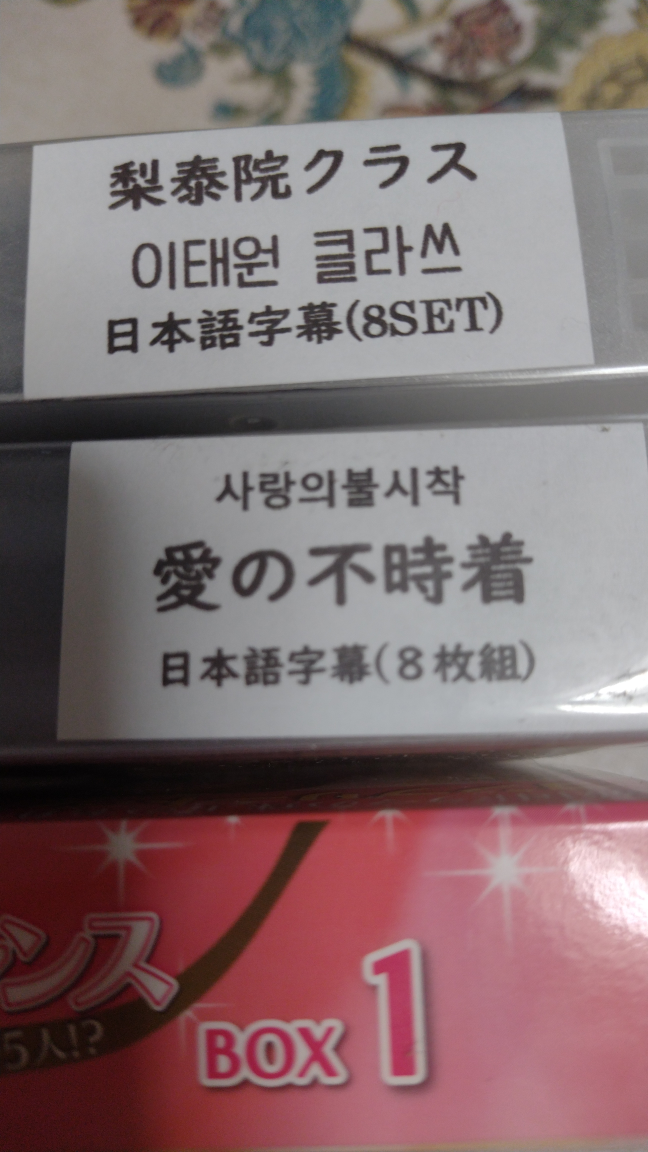 梨泰院クラス
이태원 클라쓰
日本語字幕(8SET)
사랑의불시착
愛の不時着
日本語字幕(8枚組)
ンス
5人!?
BOX 1